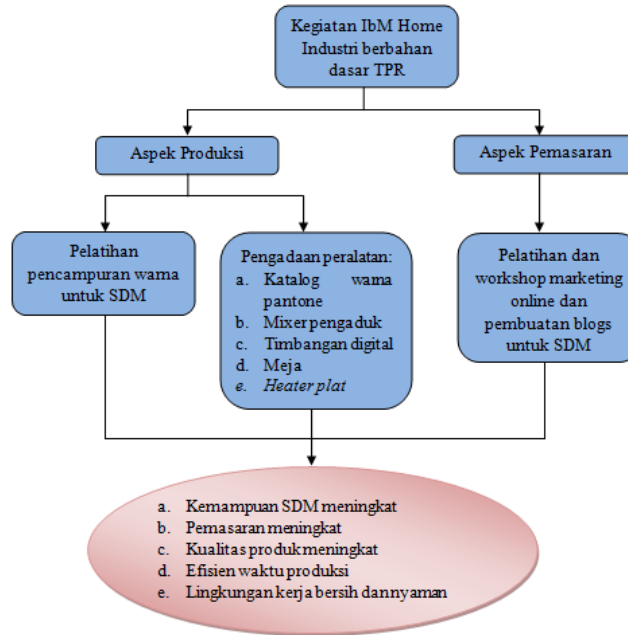 Kegiatan IbM Home
Industri berbahan
dasar TPR
Aspek Produksi
Aspek Pemasaran
Pelatihan
pencampuran warna
untuk SDM
Pengadaan peralatan:
a. Katalog warna
pantone
b. Mixer pengaduk
c. Timbangan digital
d. Meja
e. Heater plat
Pelatihan dan
workshop marketing
online dan
pembuatan blogs
untuk SDM
a. Kemampuan SDM meningkat
b. Pemasaran meningkat
c. Kualitas produk meningkat
d. Efisien waktu produksi
e. Lingkungan kerja bersih dannyaman